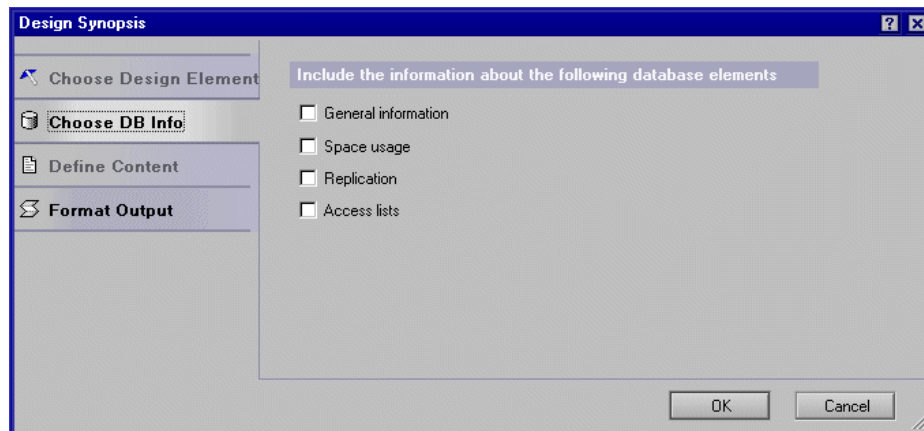 Design Synopsis
Choose Design Element
Choose DB Info
Define Content
Format Output
Include the information about the following database elements
General information
Space usage
Replication
Access lists
OK
Cancel